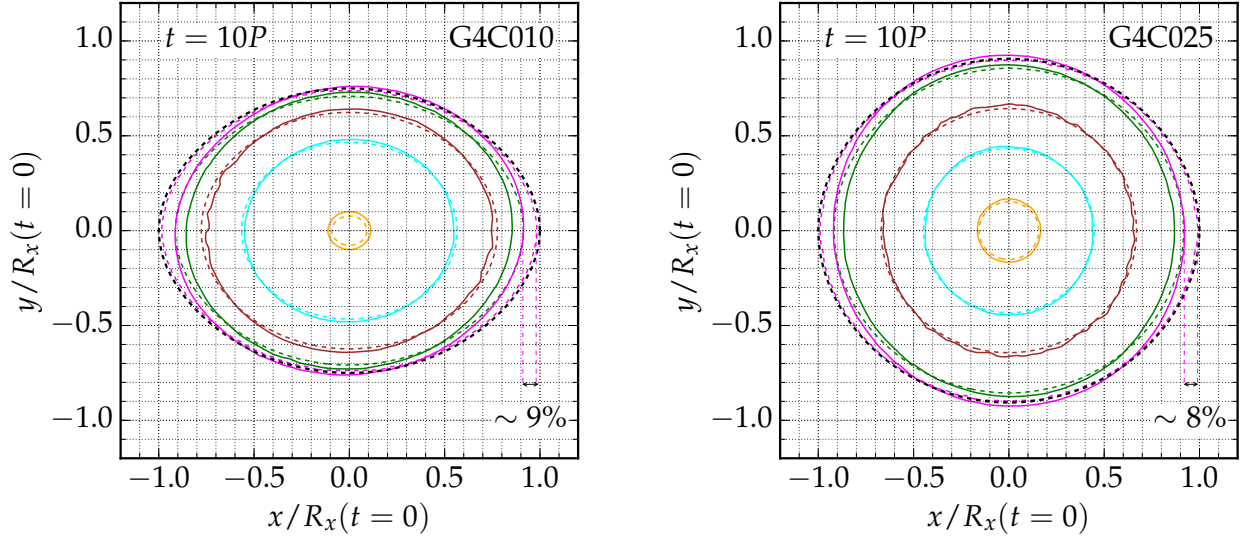 t = 10P G4C010
1.0
0.5
0.0
−0.5
−1.0
y/R_x(t = 0)
∼ 9%
−1.0 −0.5 0.0 0.5 1.0
x/R_x(t = 0)
t = 10P G4C025
1.0
0.5
0.0
−0.5
−1.0
y/R_x(t = 0)
∼ 8%
−1.0 −0.5 0.0 0.5 1.0
x/R_x(t = 0)